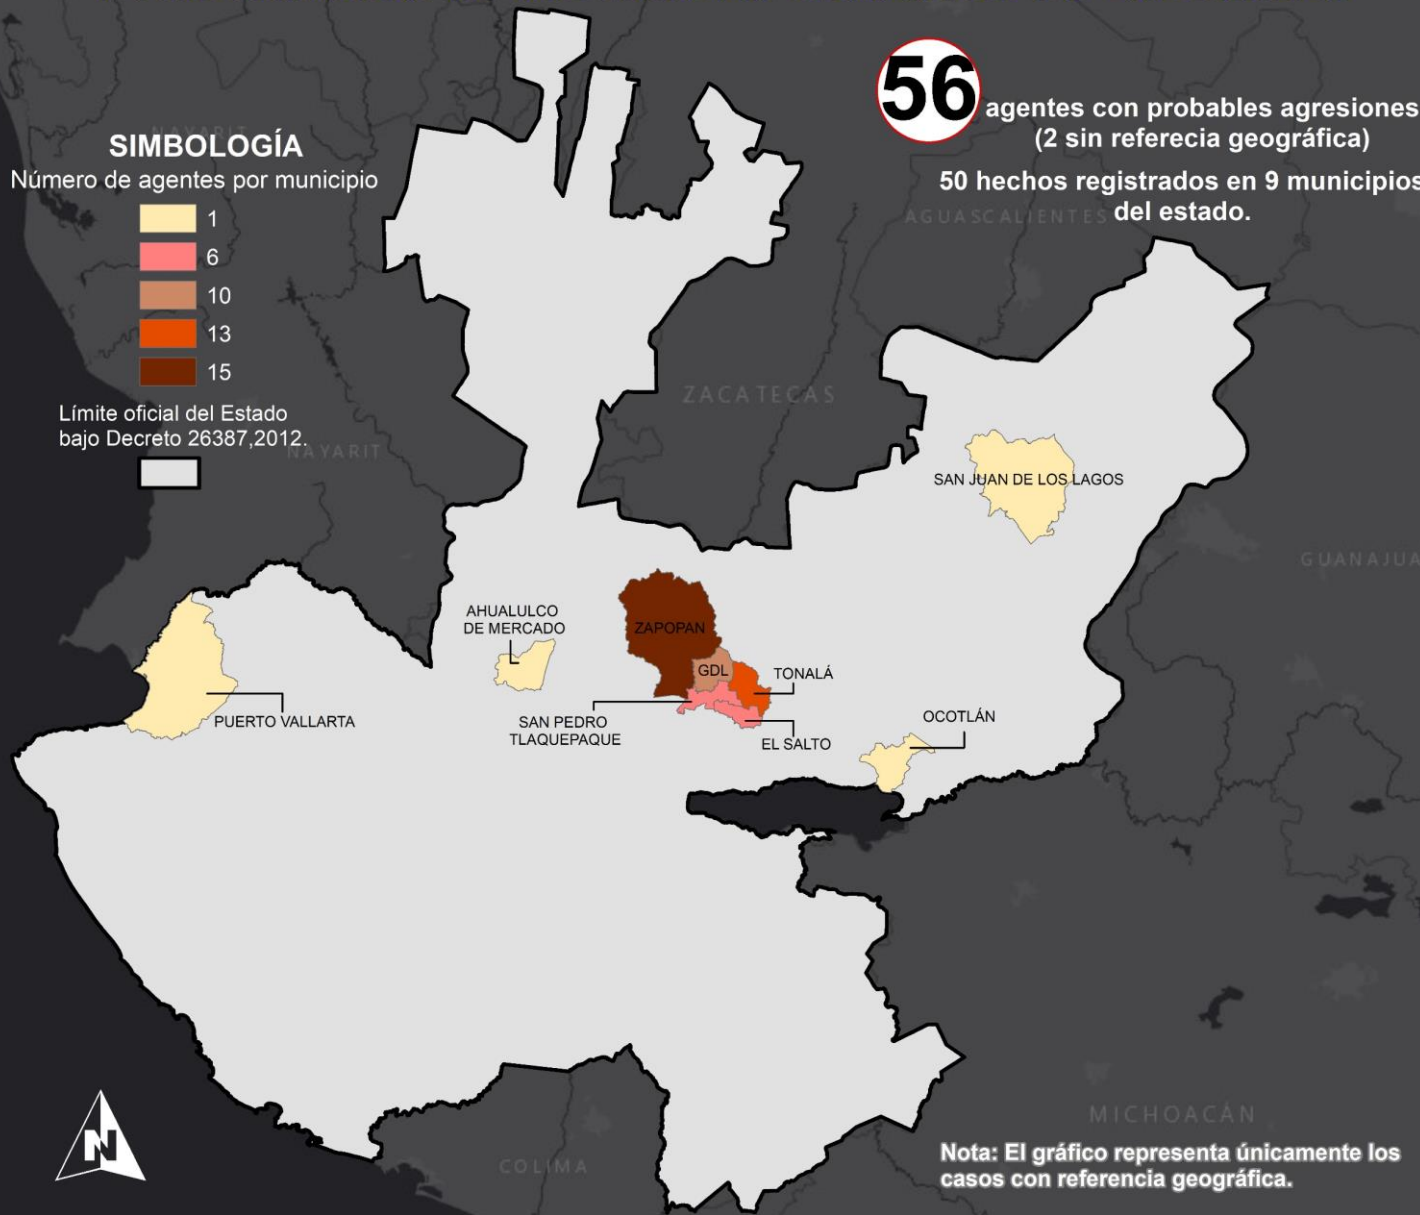 56
agentes con probables agresiones
(2 sin referecia geográfica)
50 hechos registrados en 9 municipios
del estado.
SIMBOLOGÍA
Número de agentes por municipio
1
6
10
13
15
Límite oficial del Estado
bajo Decreto 26387,2012.
NAYARIT
NAYARIT
AGUASCALIENTES
ZACATECAS
SAN JUAN DE LOS LAGOS
GUANAJUA
AHUALULCO
DE MERCADO
ZAPOPAN
GDL
TONALÁ
PUERTO VALLARTA
SAN PEDRO
TLAQUEPAQUE
EL SALTO
OCOTLÁN
MICHOACÁN
COLIMA
N
Nota: El gráfico representa únicamente los
casos con referencia geográfica.